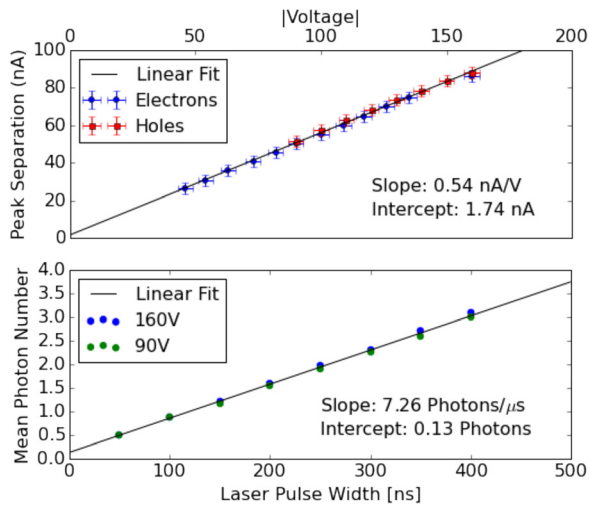 |Voltage|
0 50 100 150 200
Peak Separation (nA)
100
80
60
40
20
0
Linear Fit
Electrons
Holes
Slope: 0.54 nA/V
Intercept: 1.74 nA
Mean Photon Number
4.0
3.5
3.0
2.5
2.0
1.5
1.0
0.5
0.0
Linear Fit
160V
90V
Slope: 7.26 Photons/μs
Intercept: 0.13 Photons
0 100 200 300 400 500
Laser Pulse Width [ns]